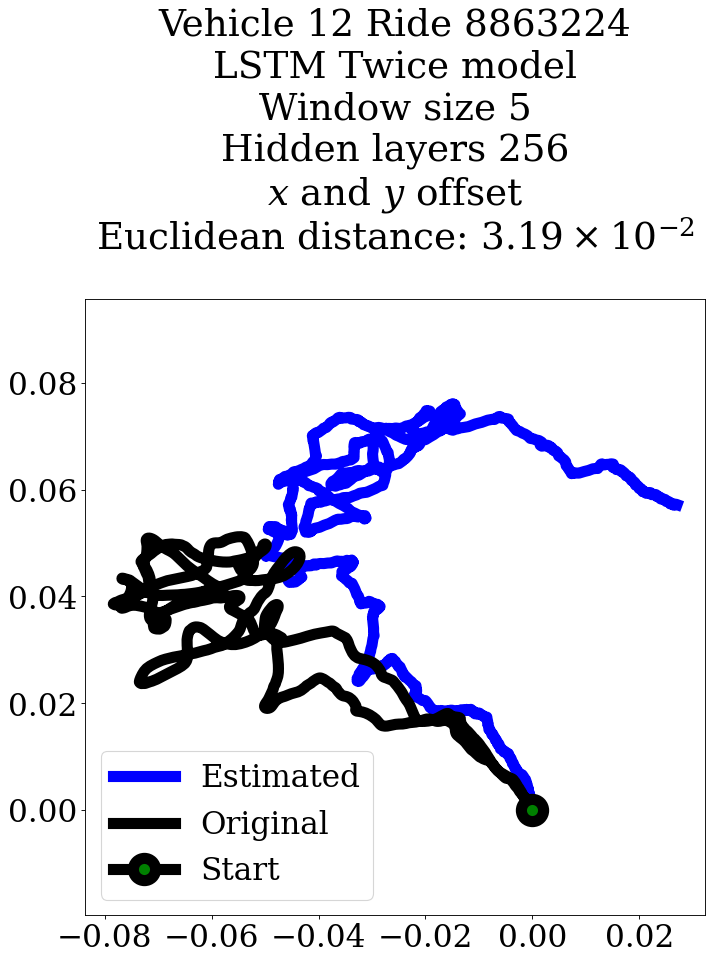 Vehicle 12 Ride 8863224
LSTM Twice model
Window size 5
Hidden layers 256
x and y offset
Euclidean distance: 3.19 × 10⁻²
0.08
0.06
0.04
0.02
0.00
Estimated
Original
Start
−0.08 −0.06 −0.04 −0.02 0.00 0.02